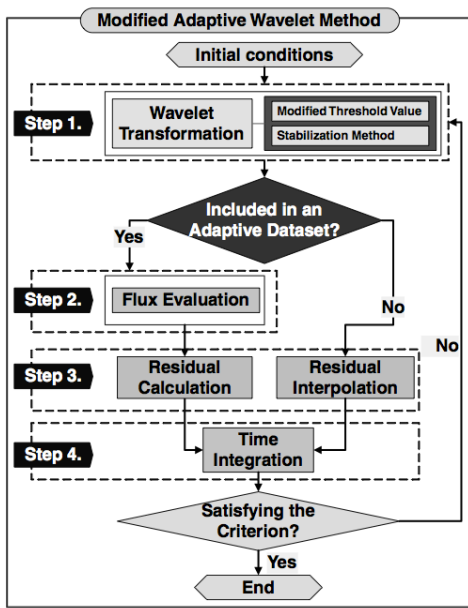 Modified Adaptive Wavelet Method
Initial conditions
Step 1.
Wavelet
Transformation
Modified Threshold Value
Stabilization Method
Included in an
Adaptive Dataset?
Yes
No
Step 2.
Flux Evaluation
No
Step 3.
Residual
Calculation
Residual
Interpolation
Step 4.
Time
Integration
Satisfying the
Criterion?
Yes
End